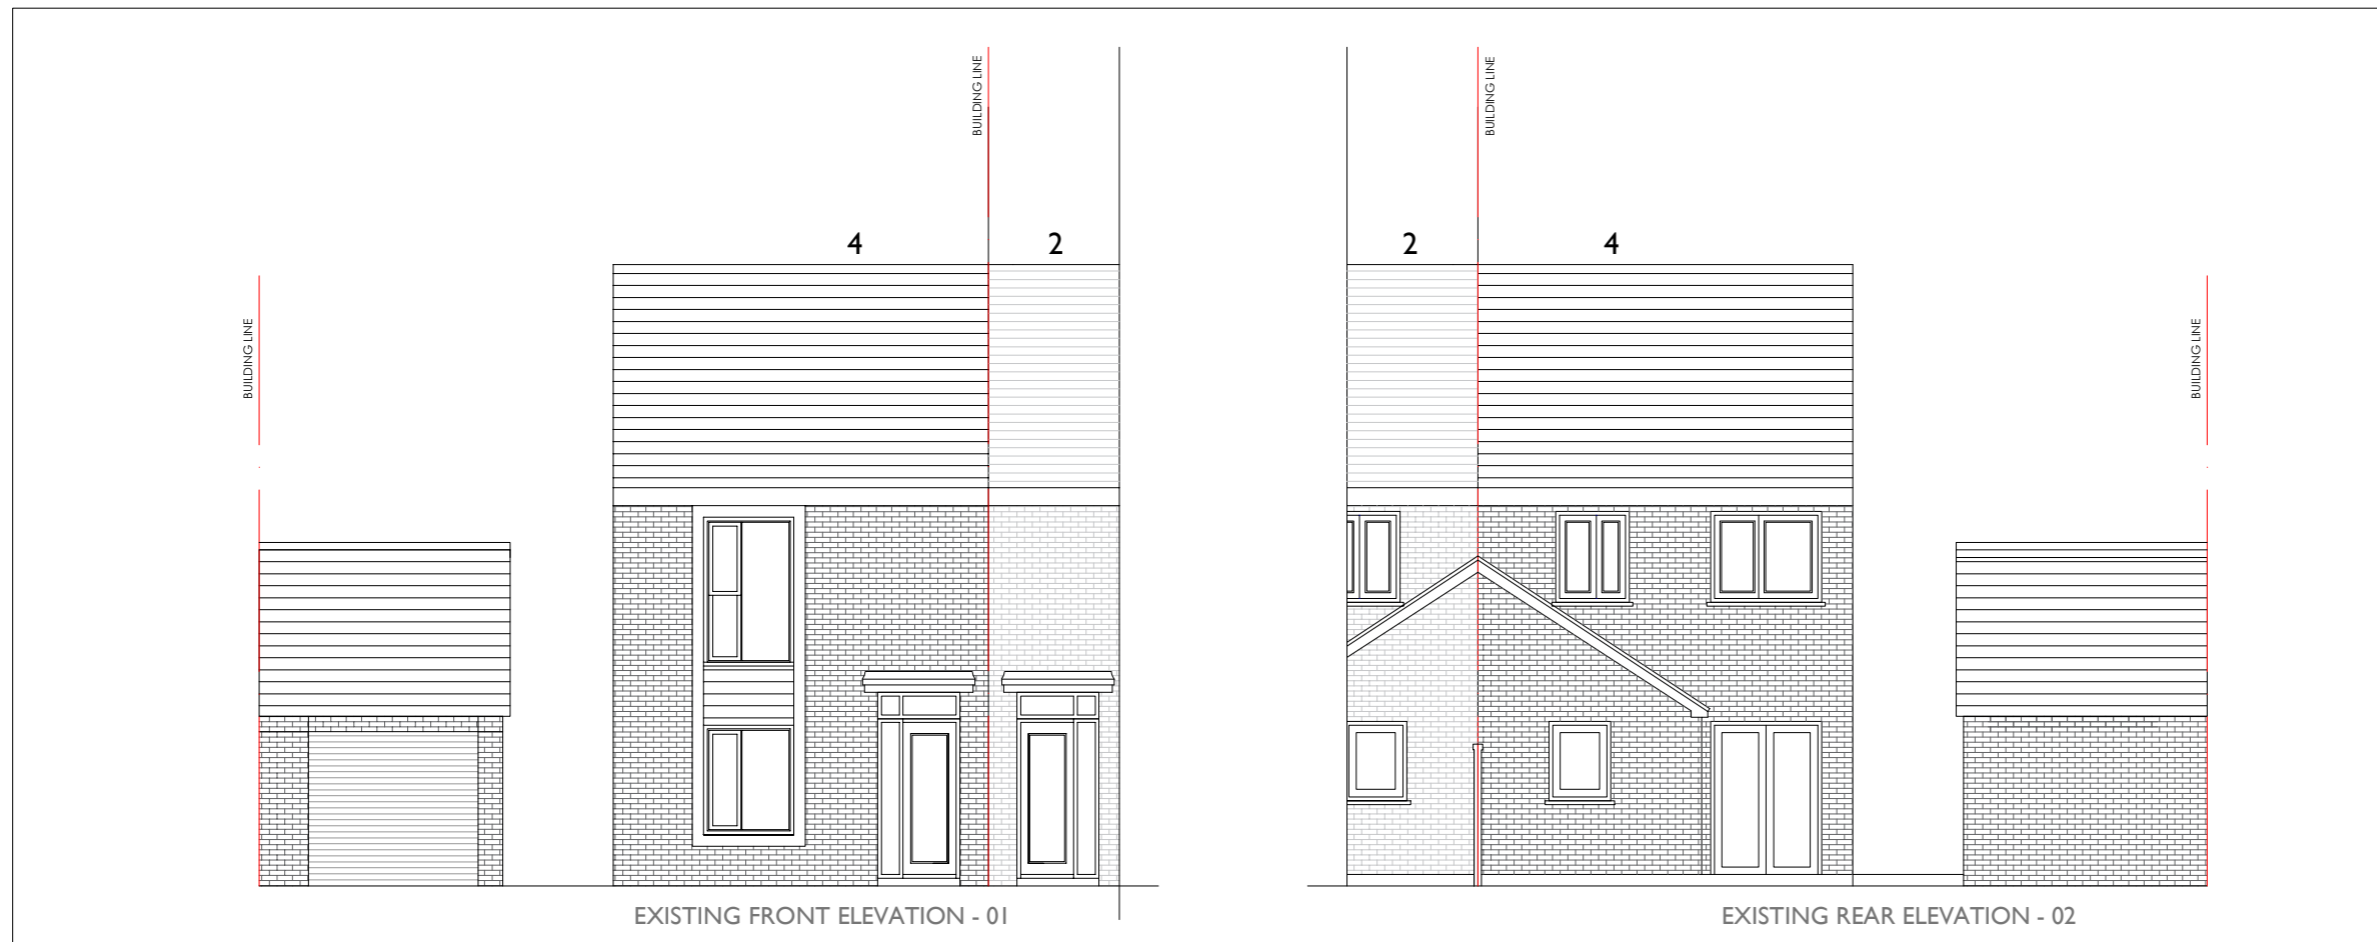 BUILDING LINE
BUILDING LINE
4
2
BUILDING LINE
2
4
BUILDING LINE
EXISTING FRONT ELEVATION - 01
EXISTING REAR ELEVATION - 02